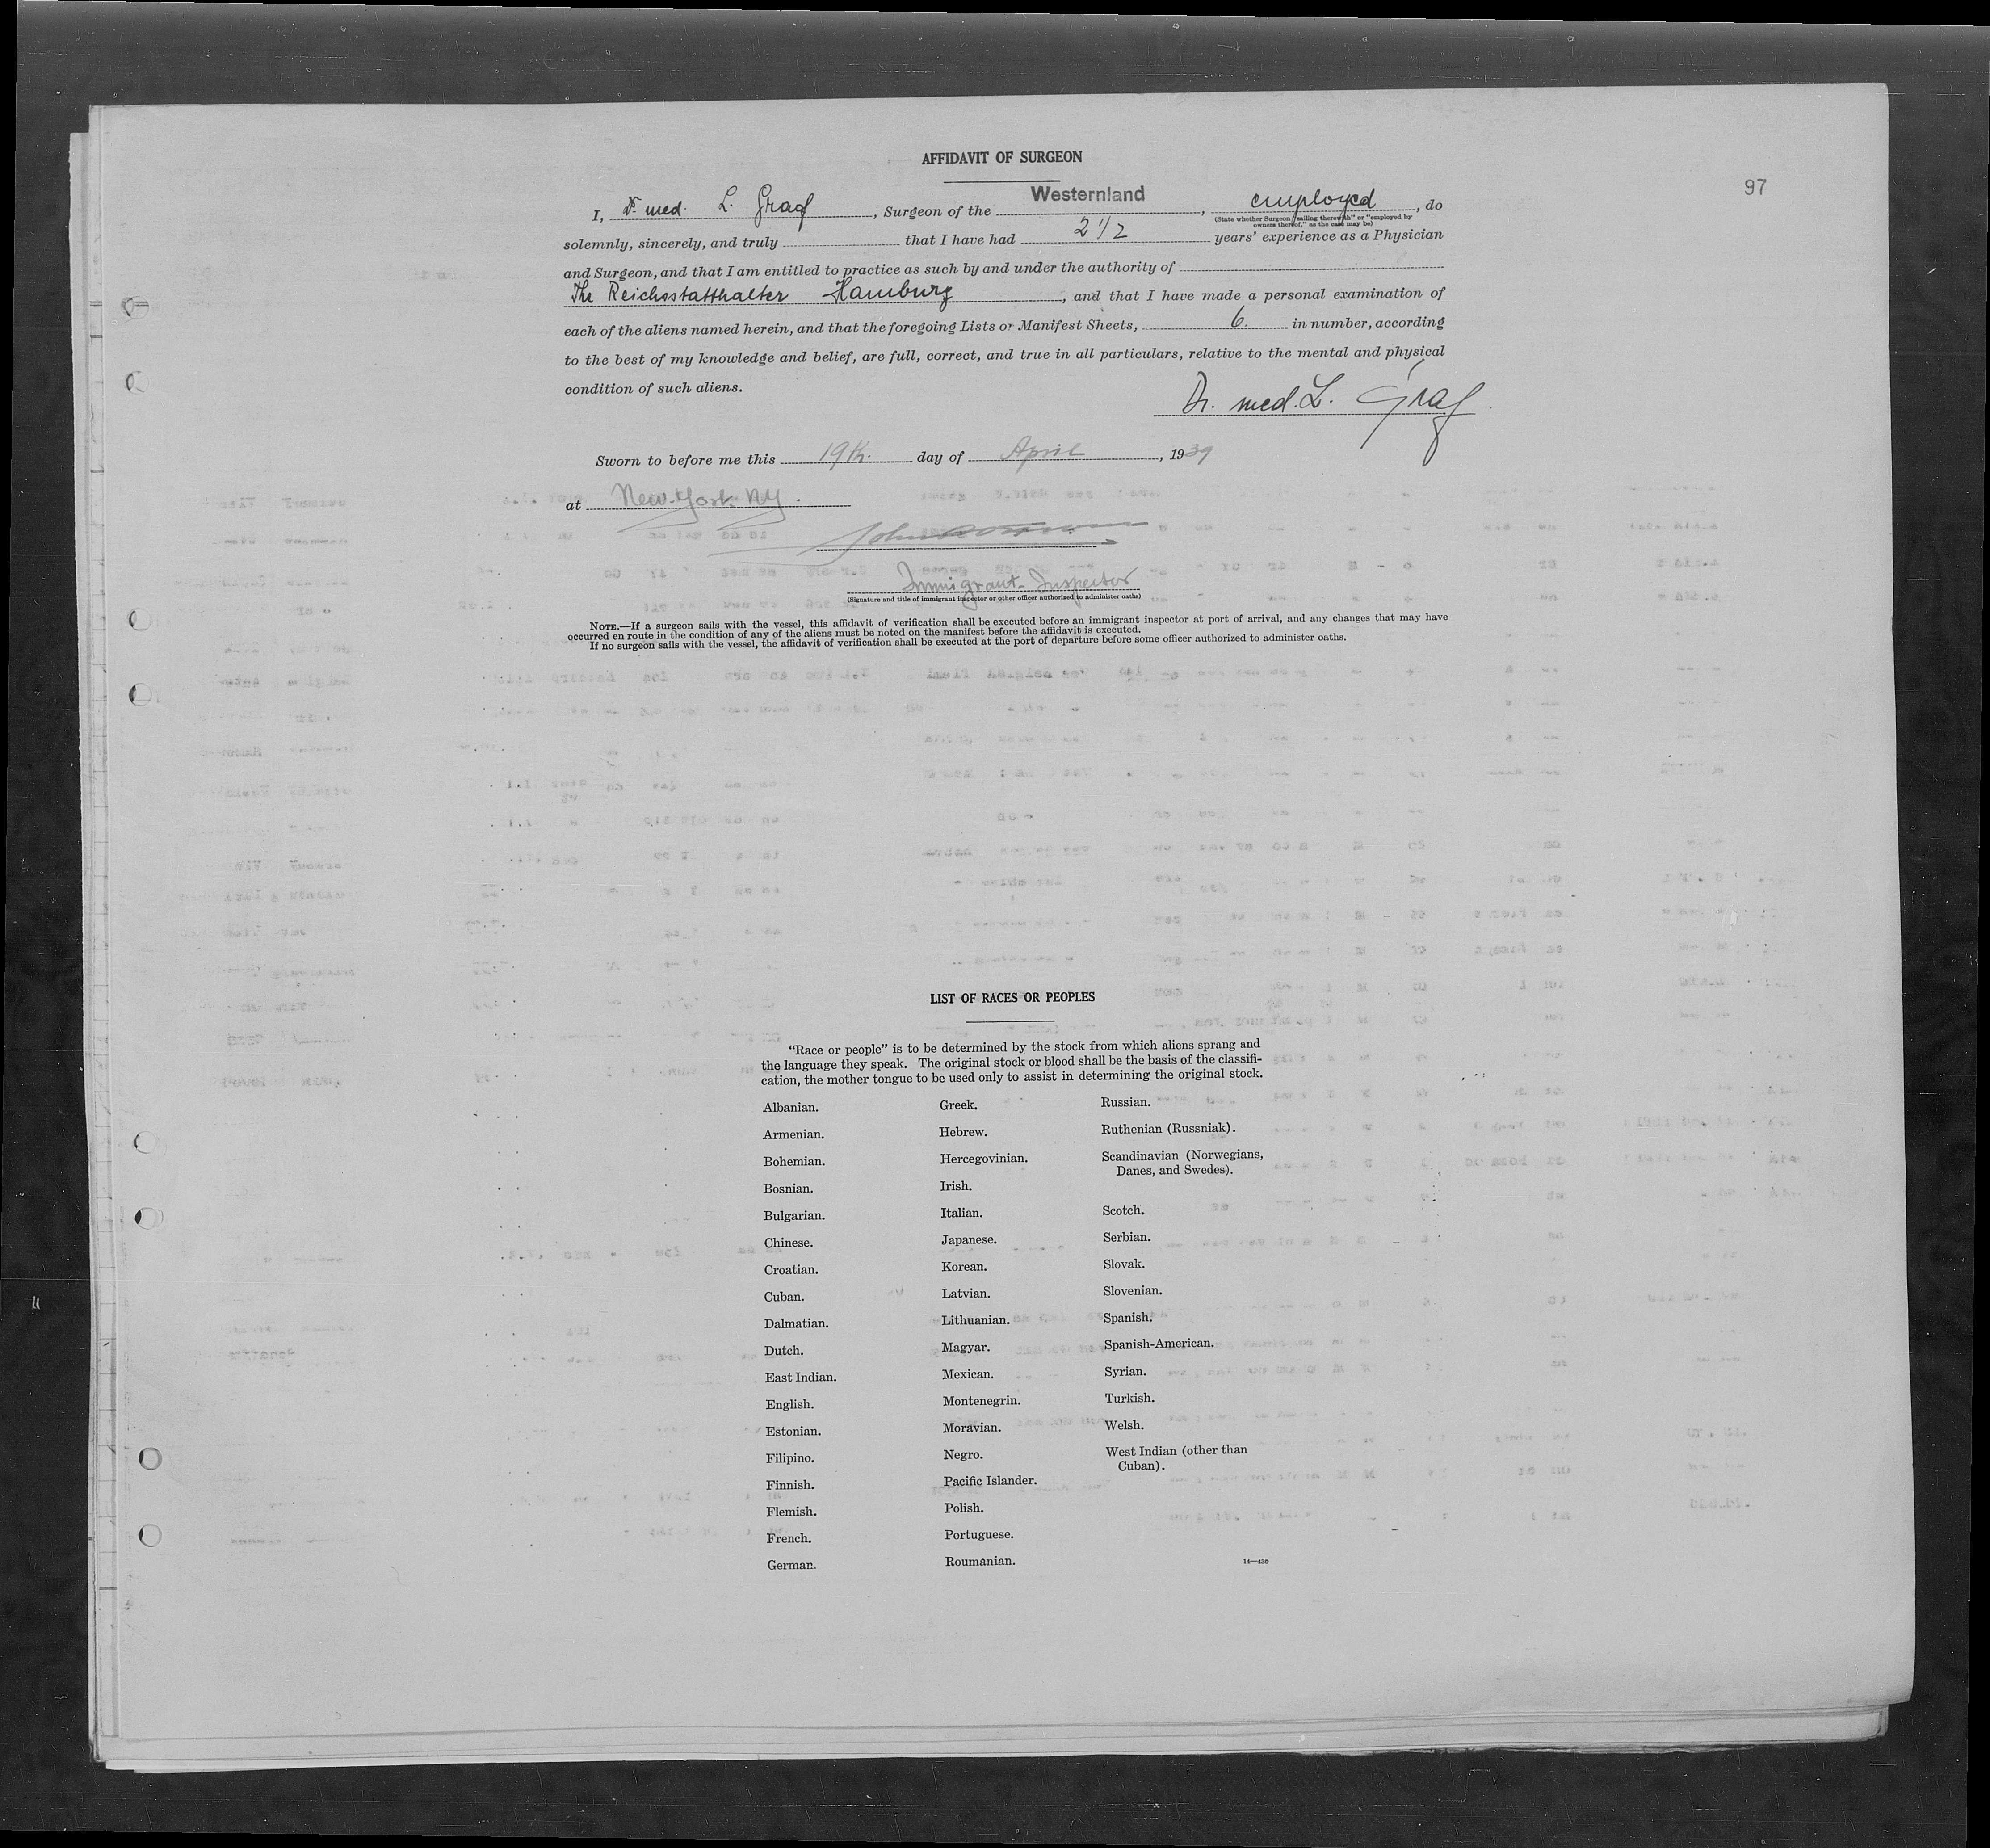 97
AFFIDAVIT OF SURGEON
I, Dr. med. L. Graf, Surgeon of the Westernland, employed, do
(State whether Surgeon "sailing therewith" or "employed by
owners thereof," as the case may be)
solemnly, sincerely, and truly that I have had 2 1/2 years' experience as a Physician
and Surgeon, and that I am entitled to practice as such by and under the authority of
The Reichsstatthalter Hamburg, and that I have made a personal examination of
each of the aliens named herein, and that the foregoing Lists or Manifest Sheets, 6. in number, according
to the best of my knowledge and belief, are full, correct, and true in all particulars, relative to the mental and physical
condition of such aliens.
Dr. med. L. Graf
Sworn to before me this 19th. day of April, 1939
at New York, NY.
John
Immigrant Inspector
(Signature and title of immigrant inspector or other officer authorized to administer oaths)
NOTE.—If a surgeon sails with the vessel, this affidavit of verification shall be executed before an immigrant inspector at port of arrival, and any changes that may have
occurred en route in the condition of any of the aliens must be noted on the manifest before the affidavit is executed.
If no surgeon sails with the vessel, the affidavit of verification shall be executed at the port of departure before some officer authorized to administer oaths.
LIST OF RACES OR PEOPLES
"Race or people" is to be determined by the stock from which aliens sprang and
the language they speak. The original stock or blood shall be the basis of the classifi-
cation, the mother tongue to be used only to assist in determining the original stock.
Albanian.
Armenian.
Bohemian.
Bosnian.
Bulgarian.
Chinese.
Croatian.
Cuban.
Dalmatian.
Dutch.
East Indian.
English.
Estonian.
Filipino.
Finnish.
Flemish.
French.
German.
Greek.
Hebrew.
Hercegovinian.
Irish.
Italian.
Japanese.
Korean.
Latvian.
Lithuanian.
Magyar.
Mexican.
Montenegrin.
Moravian.
Negro.
Pacific Islander.
Polish.
Portuguese.
Roumanian.
Russian.
Ruthenian (Russniak).
Scandinavian (Norwegians,
Danes, and Swedes).
Scotch.
Serbian.
Slovak.
Slovenian.
Spanish.
Spanish-American.
Syrian.
Turkish.
Welsh.
West Indian (other than
Cuban).
14—430